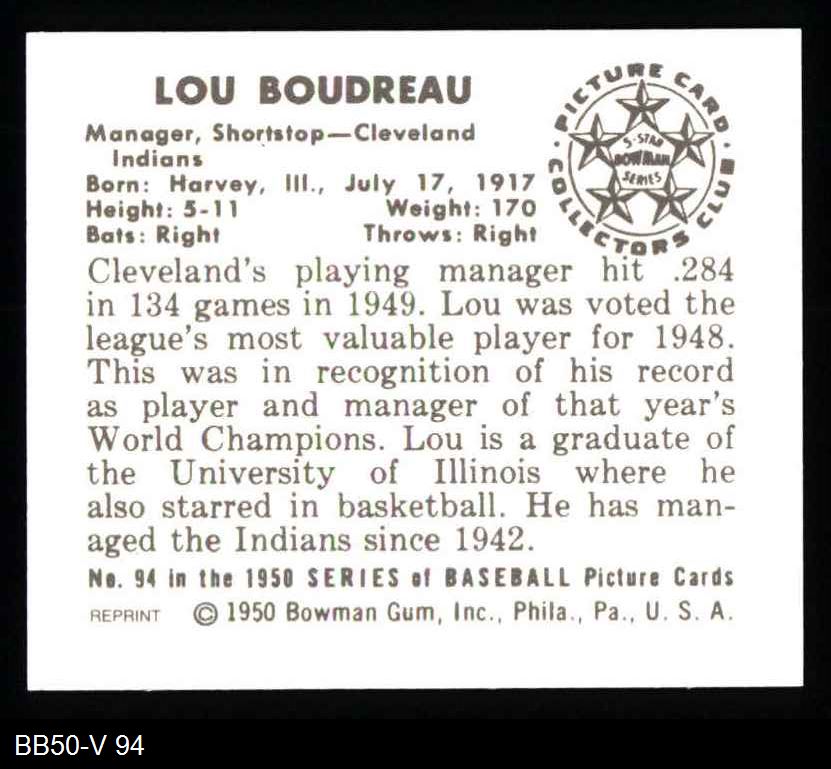 LOU BOUDREAU
Manager, Shortstop—Cleveland
Indians
Born: Harvey, Ill., July 17, 1917
Height: 5-11 Weight: 170
Bats: Right Throws: Right
PICTURE CARD
COLLECTORS CLUB
5-STAR
BOWMAN
SERIES
Cleveland's playing manager hit .284
in 134 games in 1949. Lou was voted the
league's most valuable player for 1948.
This was in recognition of his record
as player and manager of that year's
World Champions. Lou is a graduate of
the University of Illinois where he
also starred in basketball. He has man-
aged the Indians since 1942.
No. 94 in the 1950 SERIES of BASEBALL Picture Cards
REPRINT © 1950 Bowman Gum, Inc., Phila., Pa., U. S. A.
BB50-V 94